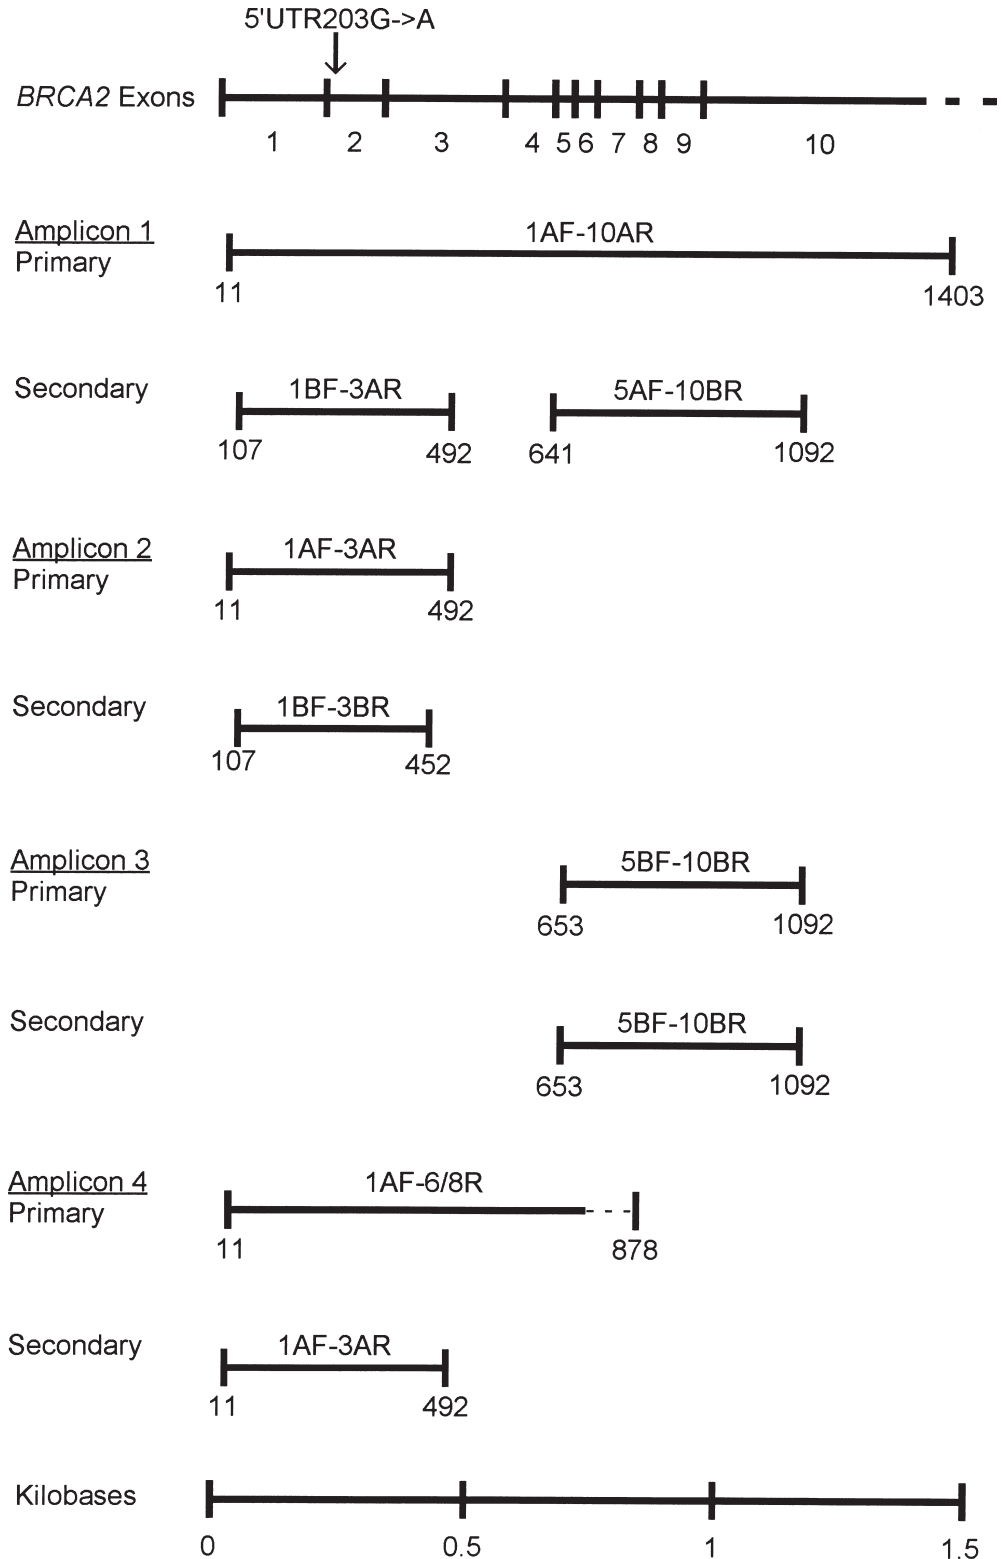 5'UTR203G->A
BRCA2 Exons
1 2 3 4 5 6 7 8 9 10
Amplicon 1
Primary
1AF-10AR
11 1403
Secondary
1BF-3AR 5AF-10BR
107 492 641 1092
Amplicon 2
Primary
1AF-3AR
11 492
Secondary
1BF-3BR
107 452
Amplicon 3
Primary
5BF-10BR
653 1092
Secondary
5BF-10BR
653 1092
Amplicon 4
Primary
1AF-6/8R
11 878
Secondary
1AF-3AR
11 492
Kilobases
0 0.5 1 1.5